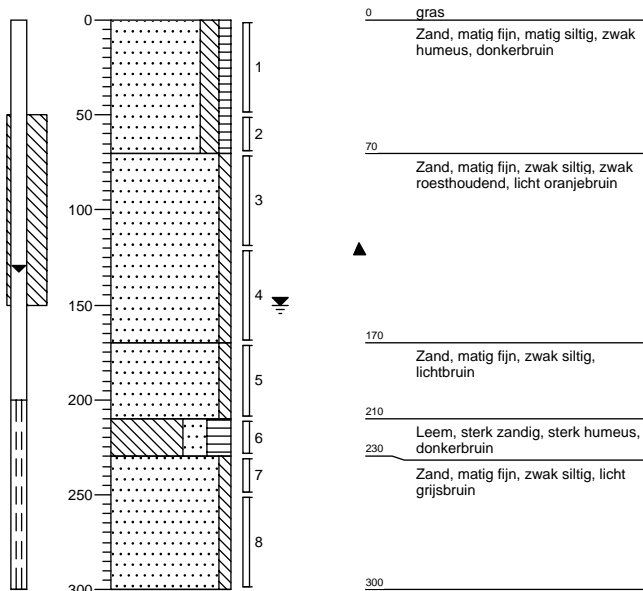 0
50
100
150
200
250
300
1
2
3
4
5
6
7
8
0
gras
Zand, matig fijn, matig siltig, zwak
humeus, donkerbruin
70
Zand, matig fijn, zwak siltig, zwak
roesthoudend, licht oranjebruin
170
Zand, matig fijn, zwak siltig,
lichtbruin
210
Leem, sterk zandig, sterk humeus,
donkerbruin
230
Zand, matig fijn, zwak siltig, licht
grijsbruin
300